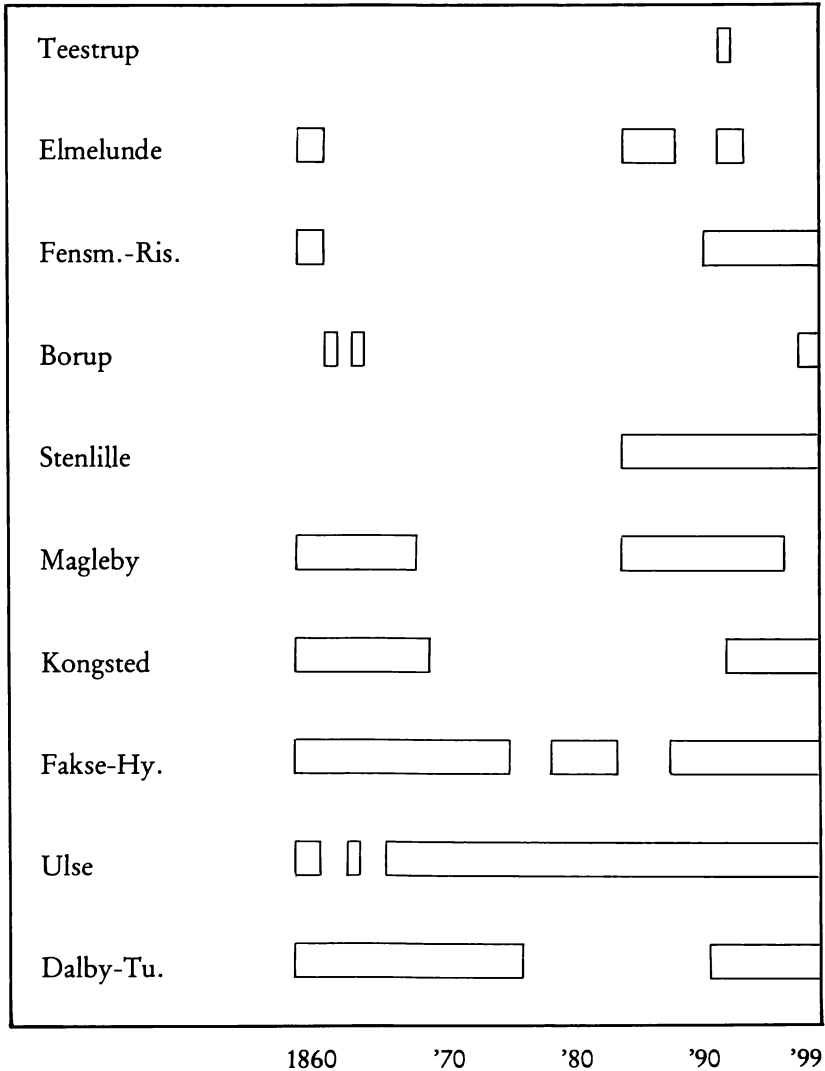 Teestrup
Elmelunde
Fensm.-Ris.
Borup
Stenlille
Magleby
Kongsted
Fakse-Hy.
Ulse
Dalby-Tu.
1860 '70 '80 '90 '99